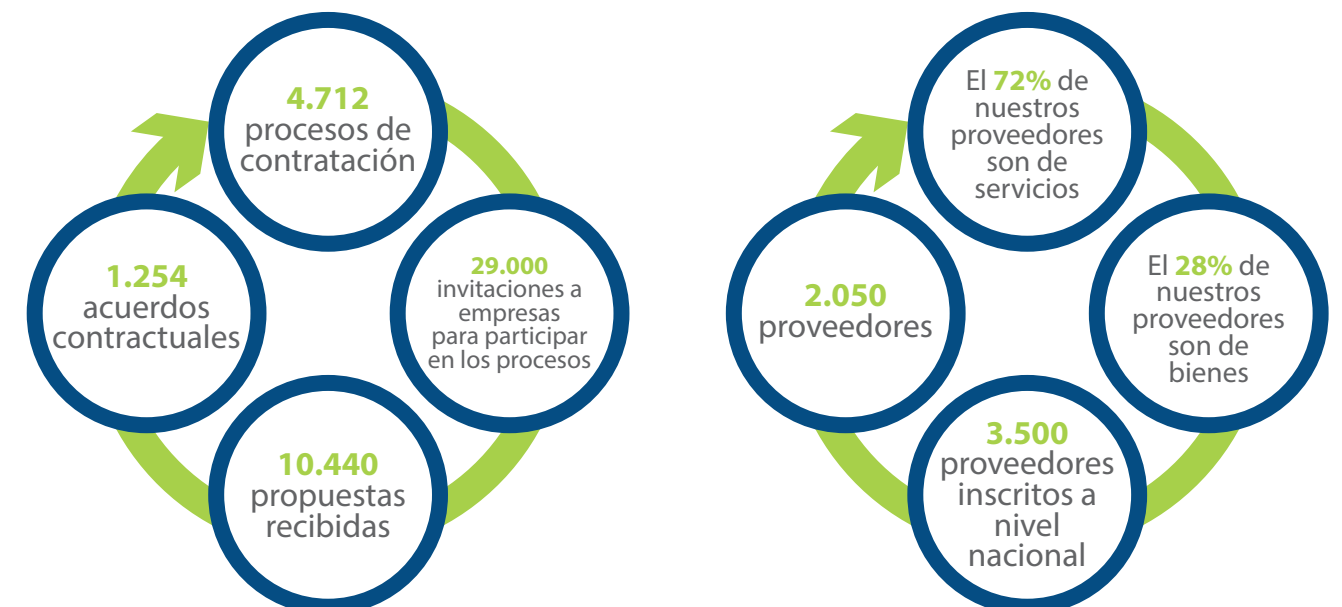 4.712
procesos de
contratación
29.000
invitaciones a
empresas
para participar
en los procesos
10.440
propuestas
recibidas
1.254
acuerdos
contractuales
El 72% de
nuestros
proveedores
son de
servicios
El 28% de
nuestros
proveedores
son de
bienes
3.500
proveedores
inscritos a
nivel
nacional
2.050
proveedores